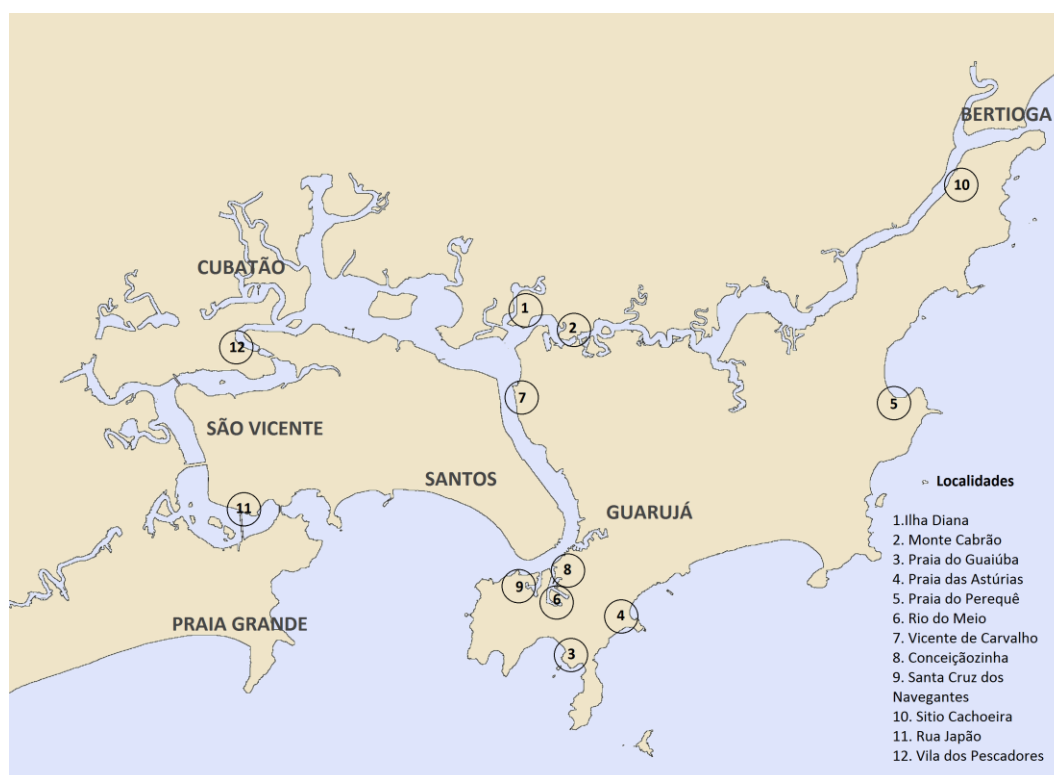 BERTIOGA
10
CUBATÃO
1
2
12
7
5
SÃO VICENTE
SANTOS
11
GUARUJÁ
8
9
6
4
PRAIA GRANDE
3
Localidades
1.Ilha Diana
2. Monte Cabrão
3. Praia do Guaiúba
4. Praia das Astúrias
5. Praia do Perequê
6. Rio do Meio
7. Vicente de Carvalho
8. Conceiçãozinha
9. Santa Cruz dos
Navegantes
10. Sitio Cachoeira
11. Rua Japão
12. Vila dos Pescadores